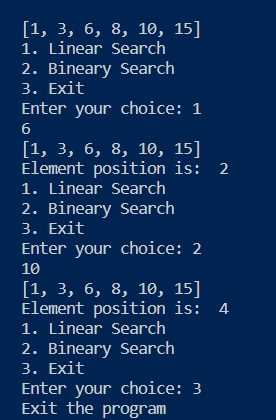 [1, 3, 6, 8, 10, 15]
1. Linear Search
2. Bineary Search
3. Exit
Enter your choice: 1
6
[1, 3, 6, 8, 10, 15]
Element position is:  2
1. Linear Search
2. Bineary Search
3. Exit
Enter your choice: 2
10
[1, 3, 6, 8, 10, 15]
Element position is:  4
1. Linear Search
2. Bineary Search
3. Exit
Enter your choice: 3
Exit the program